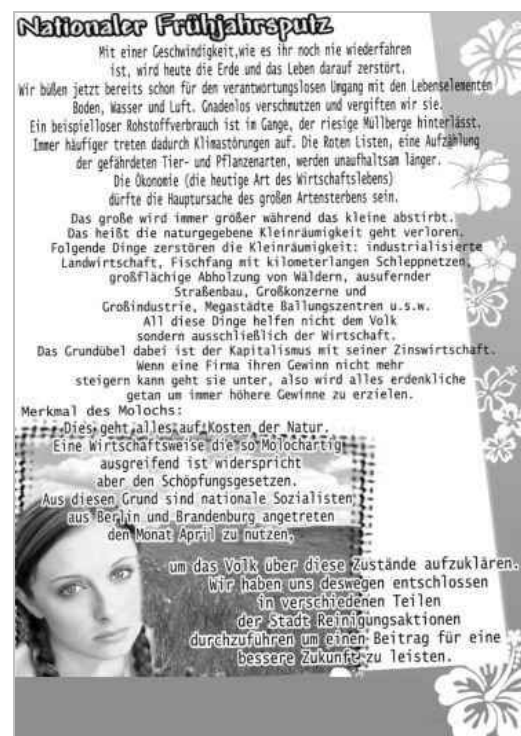 Nationaler Frühjahrsputz
Mit einer Geschwindigkeit,wie es ihr noch nie wiederfahren
ist, wird heute die Erde und das Leben darauf zerstört.
Wir büßen jetzt bereits schon für den verantwortungslosen Umgang mit den Lebenselementen
Boden, Wasser und Luft. Gnadenlos verschmutzen und vergiften wir sie.
Ein beispielloser Rohstoffverbrauch ist im Gange, der riesige Müllberge hinterlässt.
Immer häufiger treten dadurch Klimastörungen auf. Die Roten Listen, eine Aufzählung
der gefährdeten Tier- und Pflanzenarten, werden unaufhaltsam länger.
Die Ökonomie (die heutige Art des Wirtschaftslebens)
dürfte die Hauptursache des großen Artensterbens sein.
Das große wird immer größer während das kleine abstirbt.
Das heißt die naturgegebene Kleinräumigkeit geht verloren.
Folgende Dinge zerstören die Kleinräumigkeit: industrialisierte
Landwirtschaft, Fischfang mit kilometerlangen Schleppnetzen,
großflächige Abholzung von Wäldern, ausufernder
Straßenbau, Großkonzerne und
Großindustrie, Megastädte Ballungszentren u.s.w.
All diese Dinge helfen nicht dem Volk
sondern ausschließlich der Wirtschaft.
Das Grundübel dabei ist der Kapitalismus mit seiner Zinswirtschaft.
Wenn eine Firma ihren Gewinn nicht mehr
steigern kann geht sie unter, also wird alles erdenkliche
getan um immer höhere Gewinne zu erzielen.
Merkmal des Molochs:
Dies geht alles auf Kosten der Natur.
Eine Wirtschaftsweise die so Molochartig
ausgreifend ist widerspricht
aber den Schöpfungsgesetzen.
Aus diesen Grund sind nationale Sozialisten
aus Berlin und Brandenburg angetreten
den Monat April zu nutzen,
um das Volk über diese Zustände aufzuklären.
Wir haben uns deswegen entschlossen
in verschiedenen Teilen
der Stadt Reinigungsaktionen
durchzuführen um einen Beitrag für eine
bessere Zukunft zu leisten.